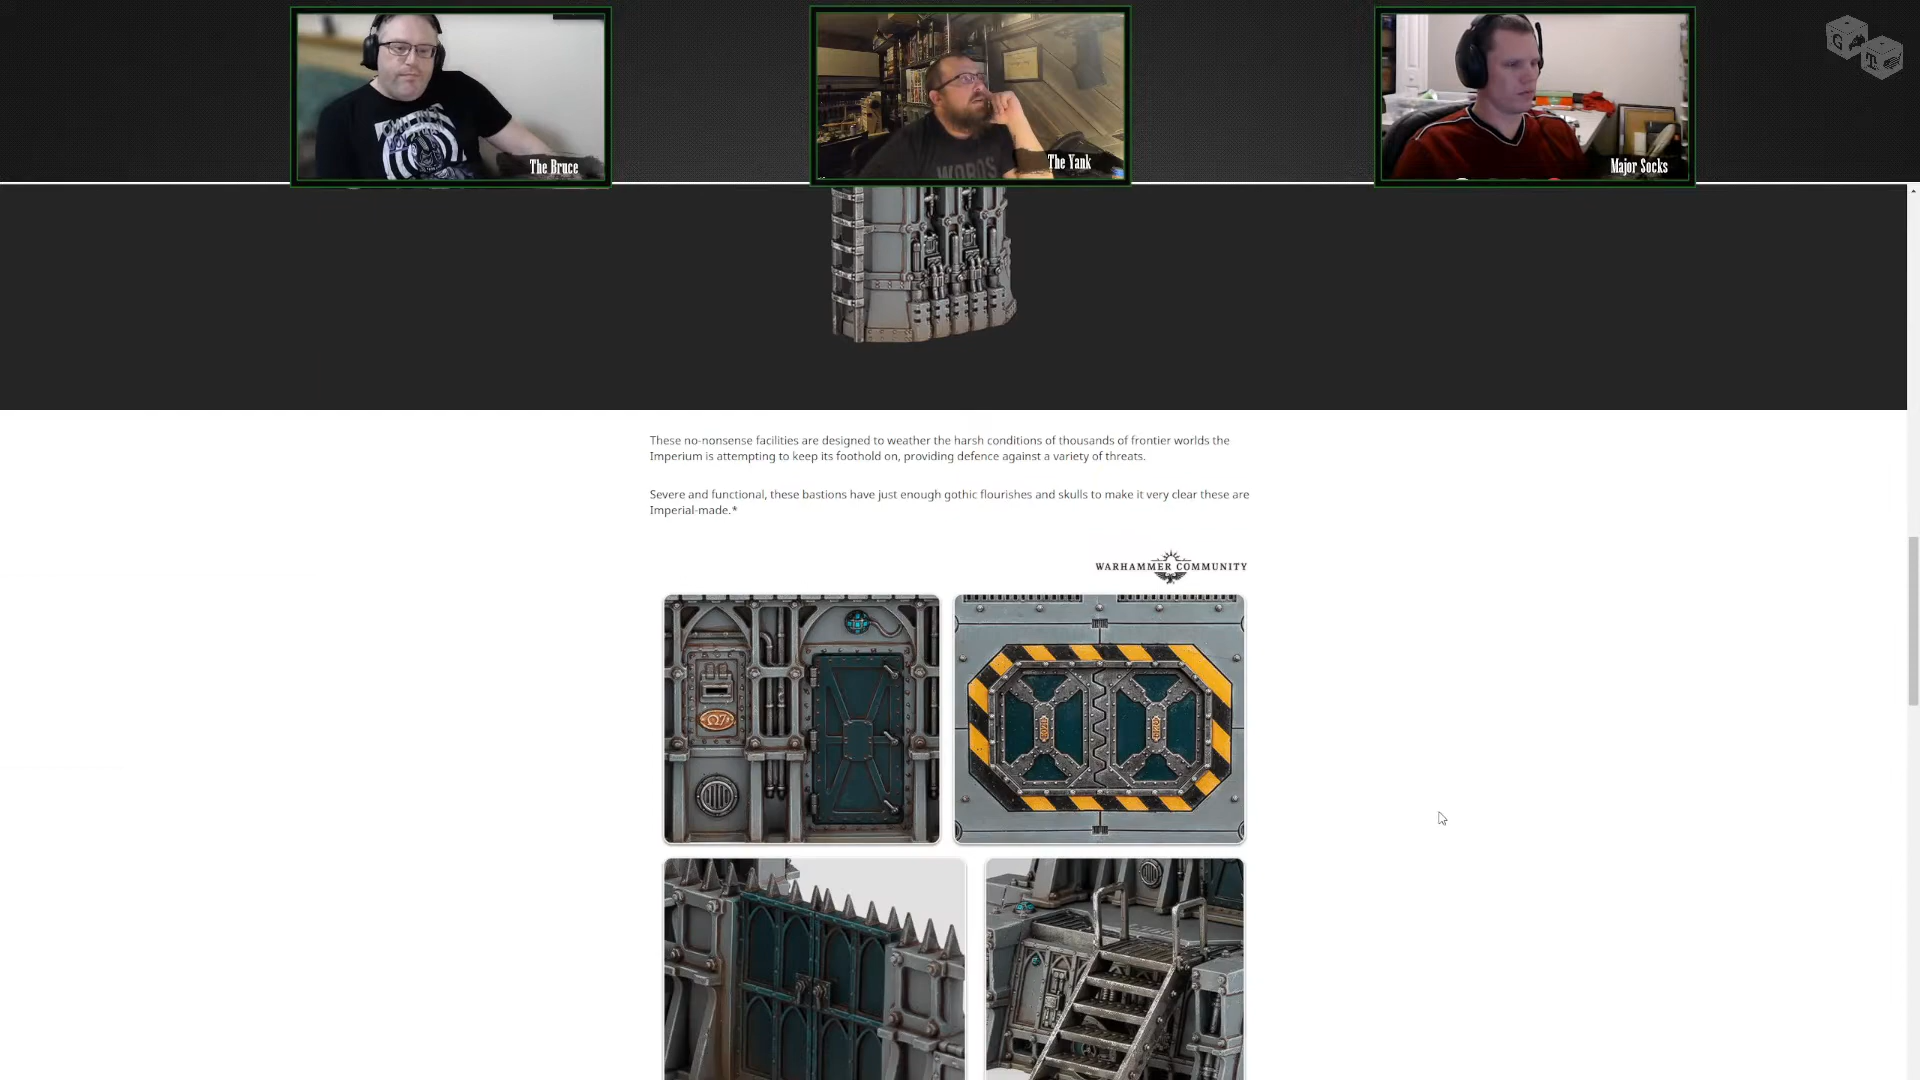 The Bruce
The Yank
WORDS
Major Socks
G
T
These no-nonsense facilities are designed to weather the harsh conditions of thousands of frontier worlds the
Imperium is attempting to keep its foothold on, providing defence against a variety of threats.
Severe and functional, these bastions have just enough gothic flourishes and skulls to make it very clear these are
Imperial-made.*
WARHAMMER COMMUNITY
Ω7